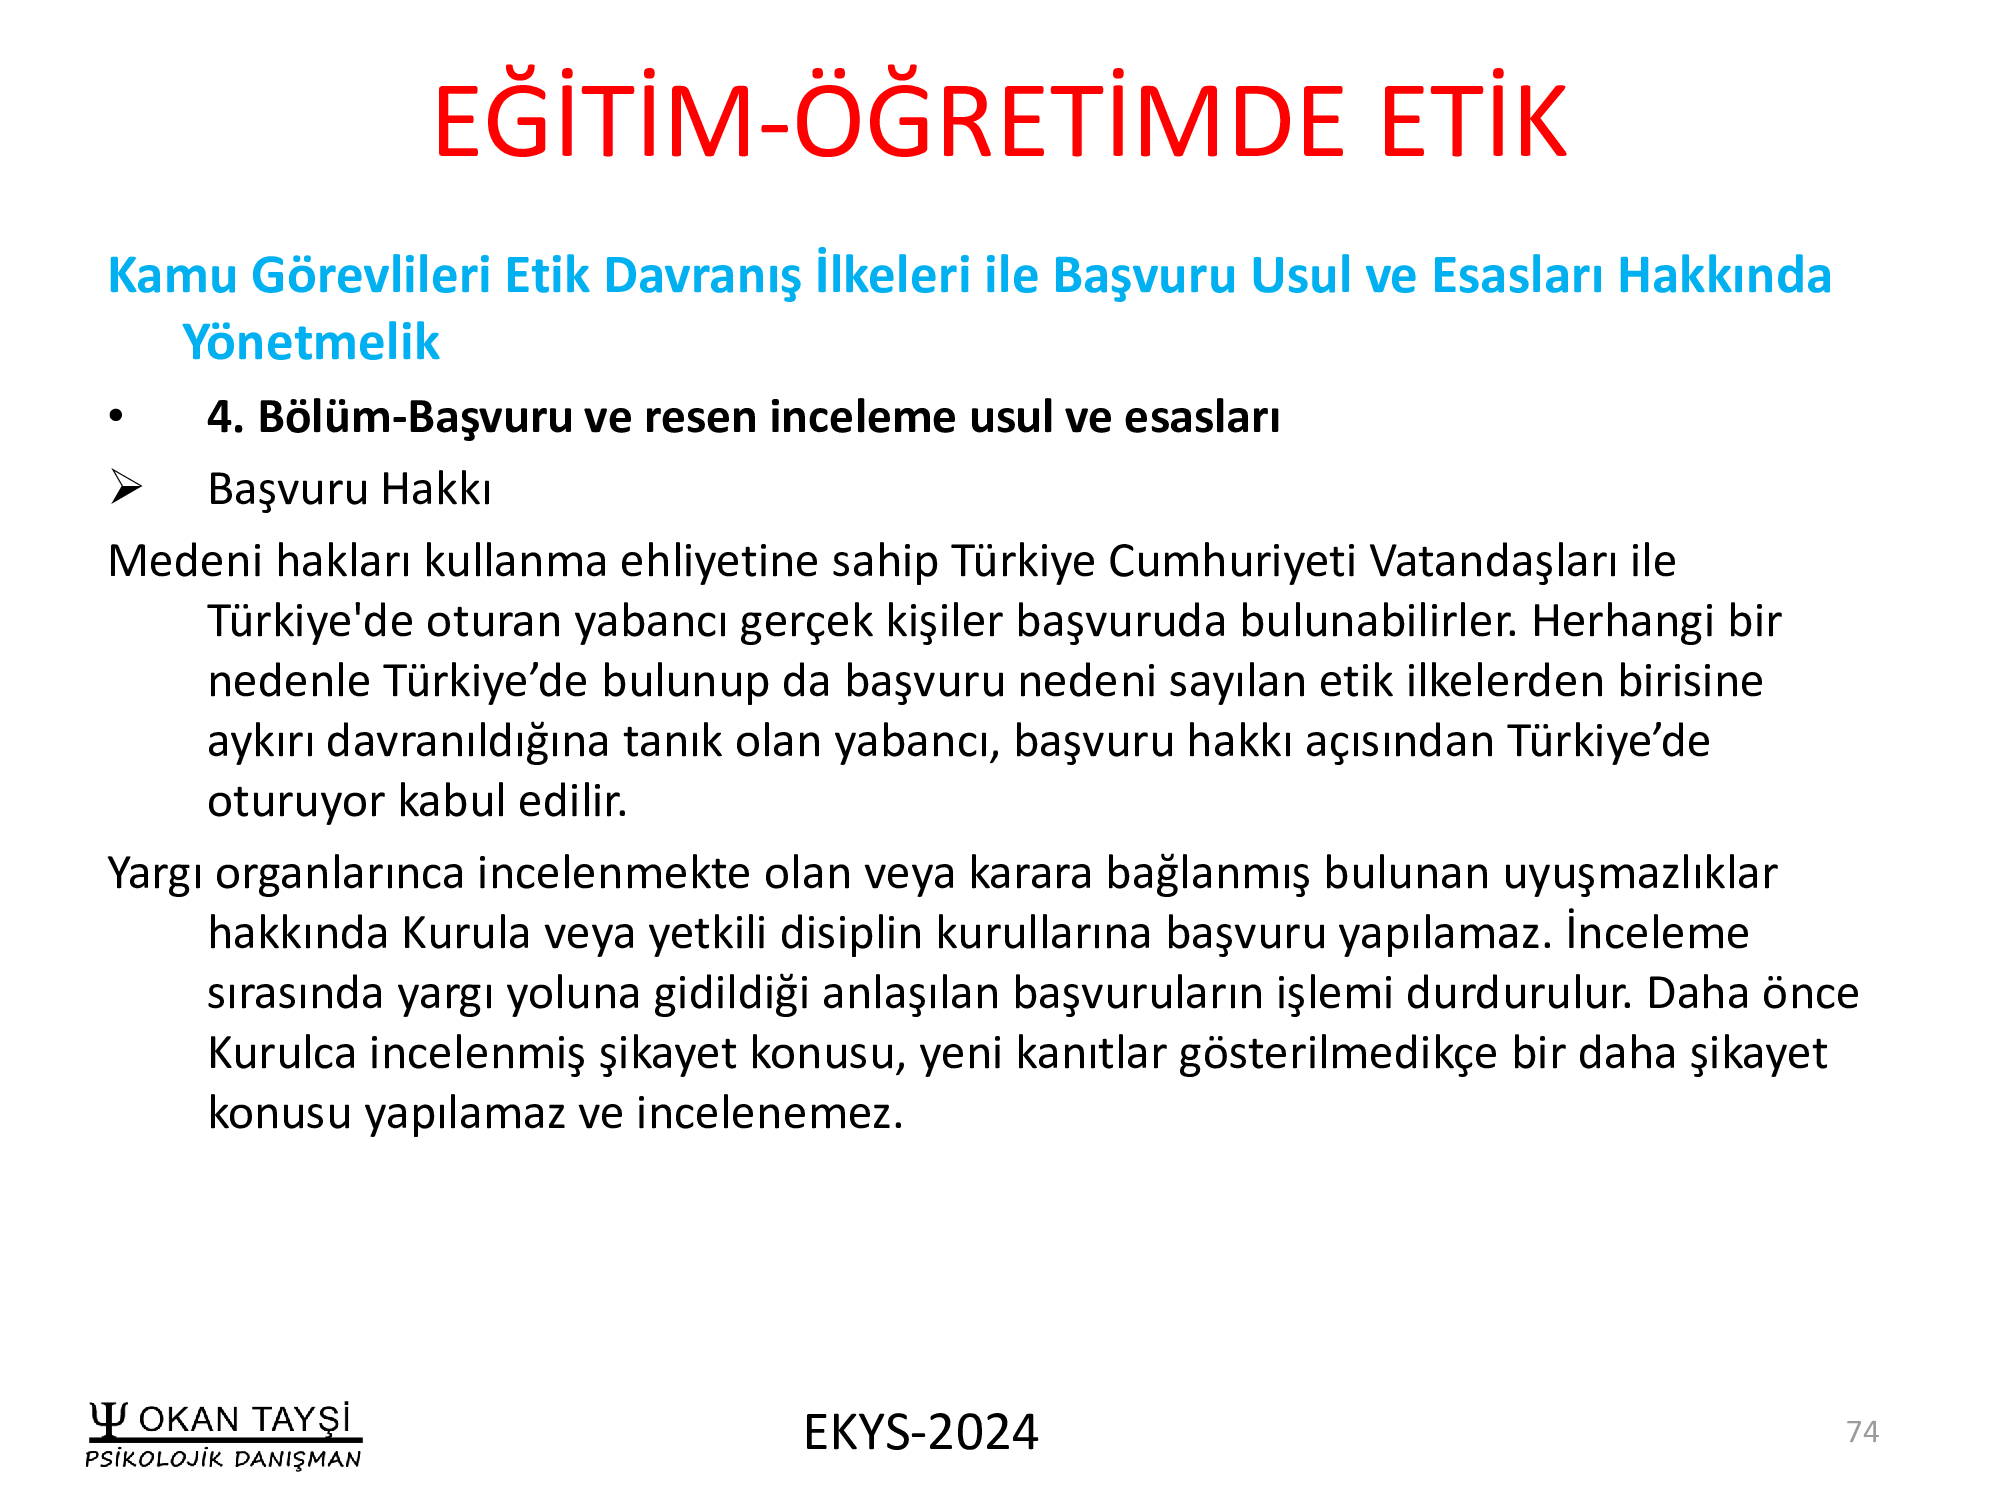 EĞİTİM-ÖĞRETİMDE ETİK
Kamu Görevlileri Etik Davranış İlkeleri ile Başvuru Usul ve Esasları Hakkında
Yönetmelik
• 4. Bölüm-Başvuru ve resen inceleme usul ve esasları
➢ Başvuru Hakkı
Medeni hakları kullanma ehliyetine sahip Türkiye Cumhuriyeti Vatandaşları ile
Türkiye'de oturan yabancı gerçek kişiler başvuruda bulunabilirler. Herhangi bir
nedenle Türkiye’de bulunup da başvuru nedeni sayılan etik ilkelerden birisine
aykırı davranıldığına tanık olan yabancı, başvuru hakkı açısından Türkiye’de
oturuyor kabul edilir.
Yargı organlarınca incelenmekte olan veya karara bağlanmış bulunan uyuşmazlıklar
hakkında Kurula veya yetkili disiplin kurullarına başvuru yapılamaz. İnceleme
sırasında yargı yoluna gidildiği anlaşılan başvuruların işlemi durdurulur. Daha önce
Kurulca incelenmiş şikayet konusu, yeni kanıtlar gösterilmedikçe bir daha şikayet
konusu yapılamaz ve incelenemez.
Ψ OKAN TAYŞİ
PSİKOLOJİK DANIŞMAN
EKYS-2024
74